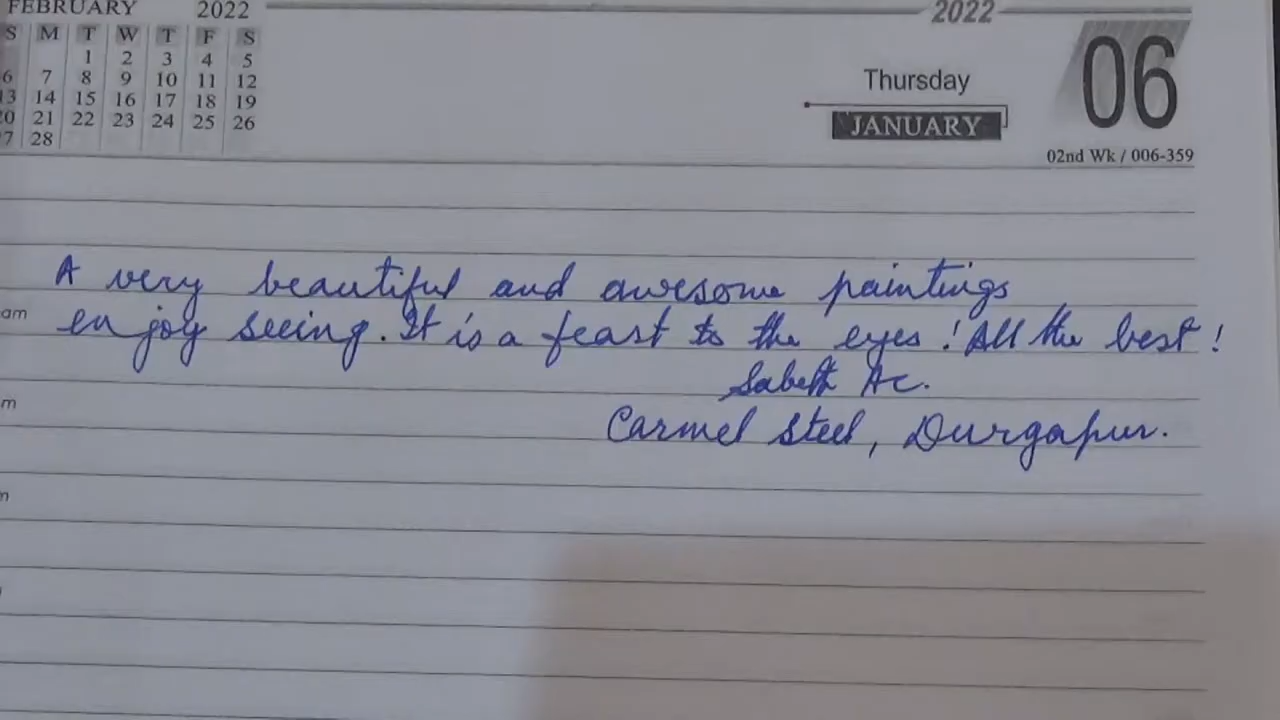 FEBRUARY 2022
S M T W T F S
1 2 3 4 5
6 7 8 9 10 11 12
13 14 15 16 17 18 19
20 21 22 23 24 25 26
27 28
2022
Thursday
JANUARY
06
02nd Wk / 006-359
A very beautiful and awesome paintings
am
enjoy seeing. It is a feast to the eyes! All the best!
AC.
Carmel Steel, Durgapur.